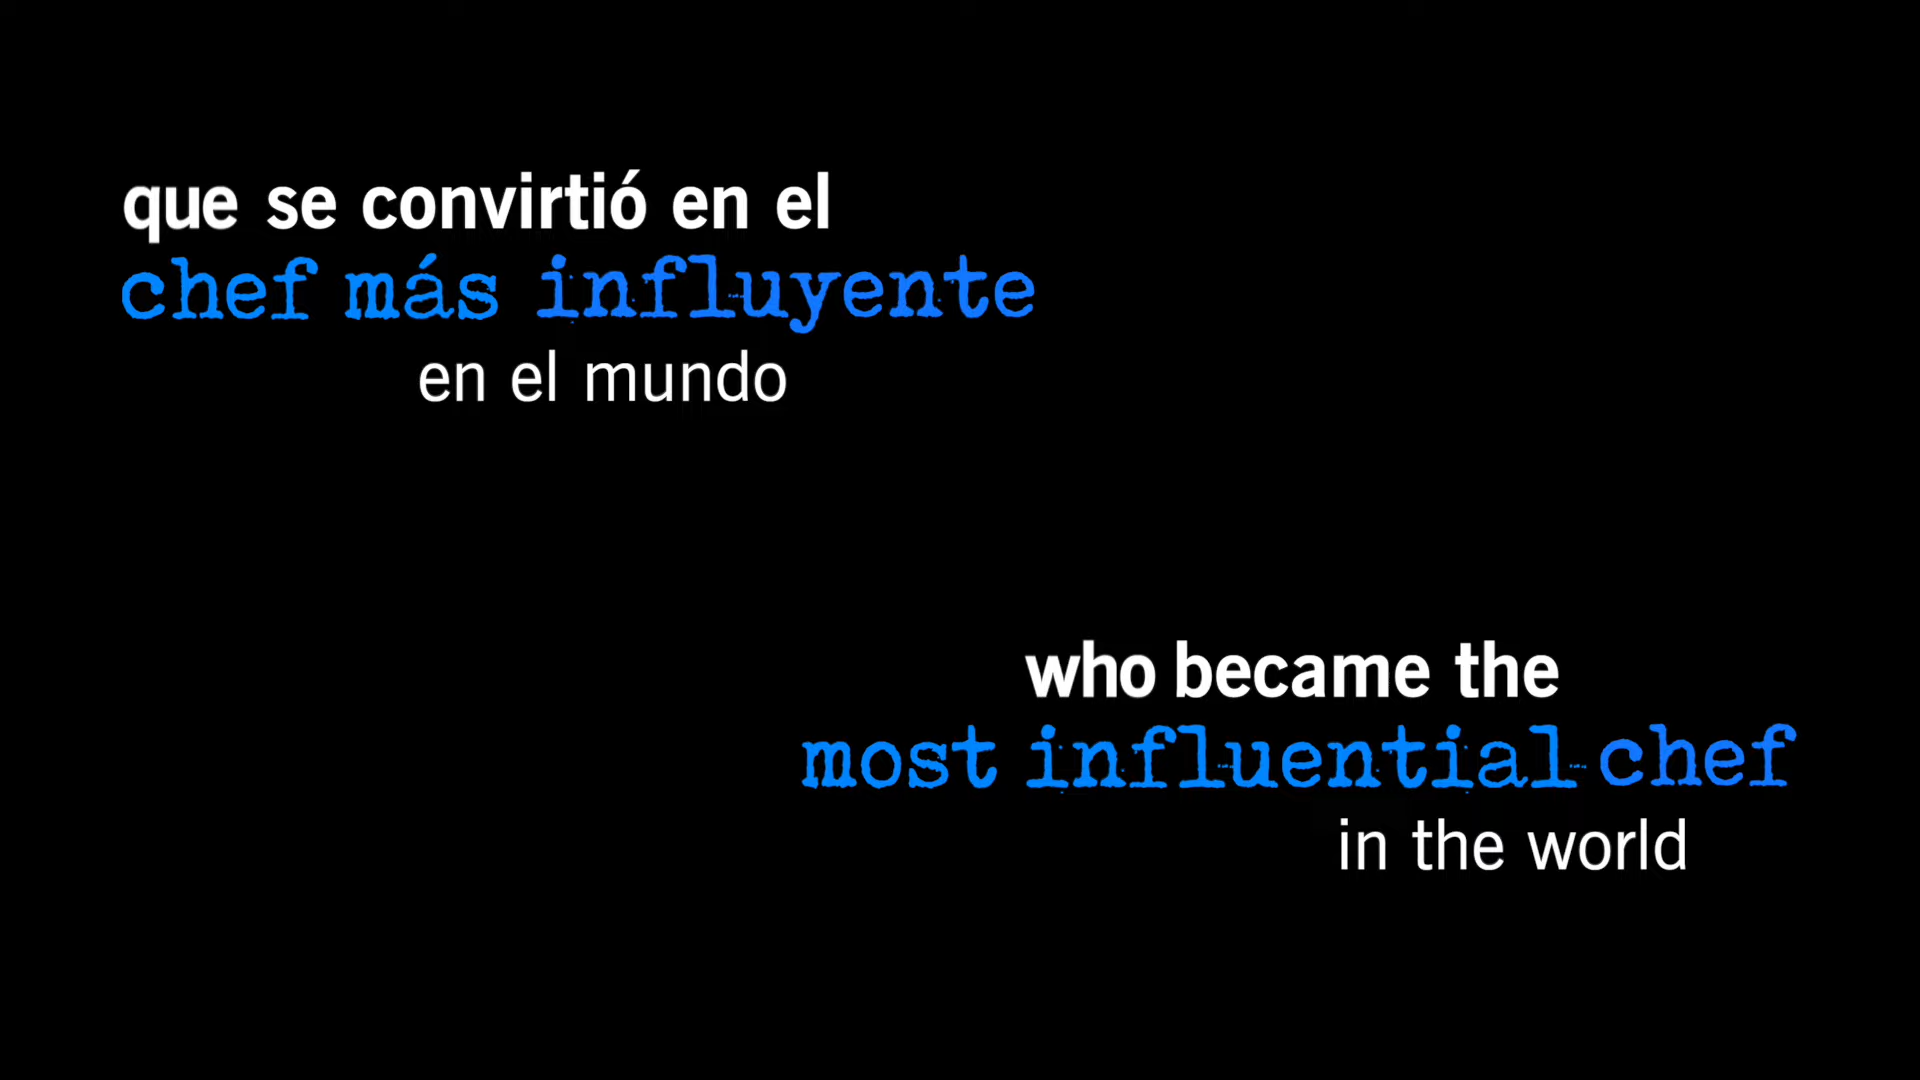 que se convirtió en el
chef más influyente
en el mundo
who became the
most influential chef
in the world